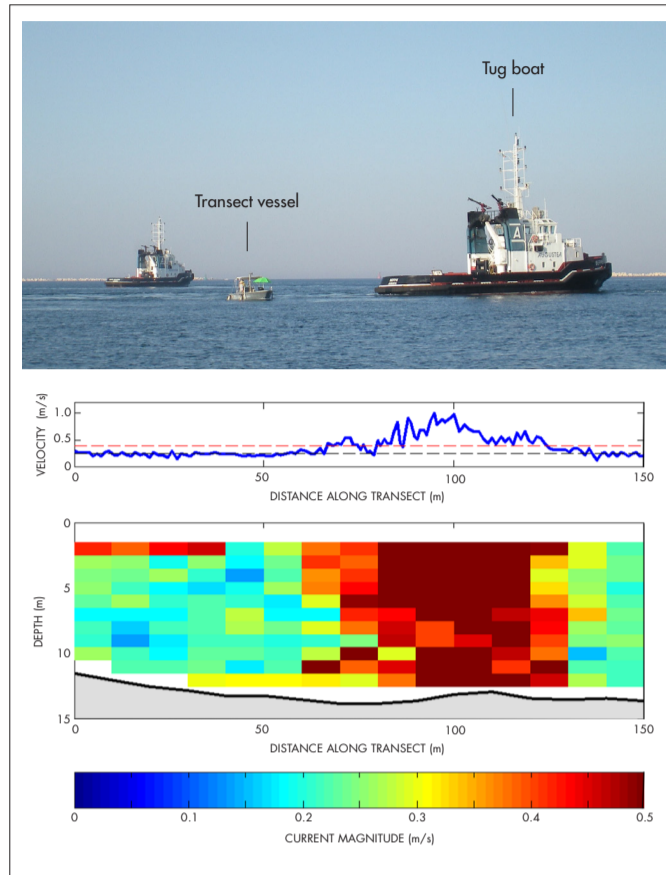 Tug boat
Transect vessel
A
VELOCITY (m/s)
1.0
0.5
0
0 50 100 150
DISTANCE ALONG TRANSECT (m)
DEPTH (m)
0
5
10
15
0 50 100 150
DISTANCE ALONG TRANSECT (m)
0 0.1 0.2 0.3 0.4 0.5
CURRENT MAGNITUDE (m/s)